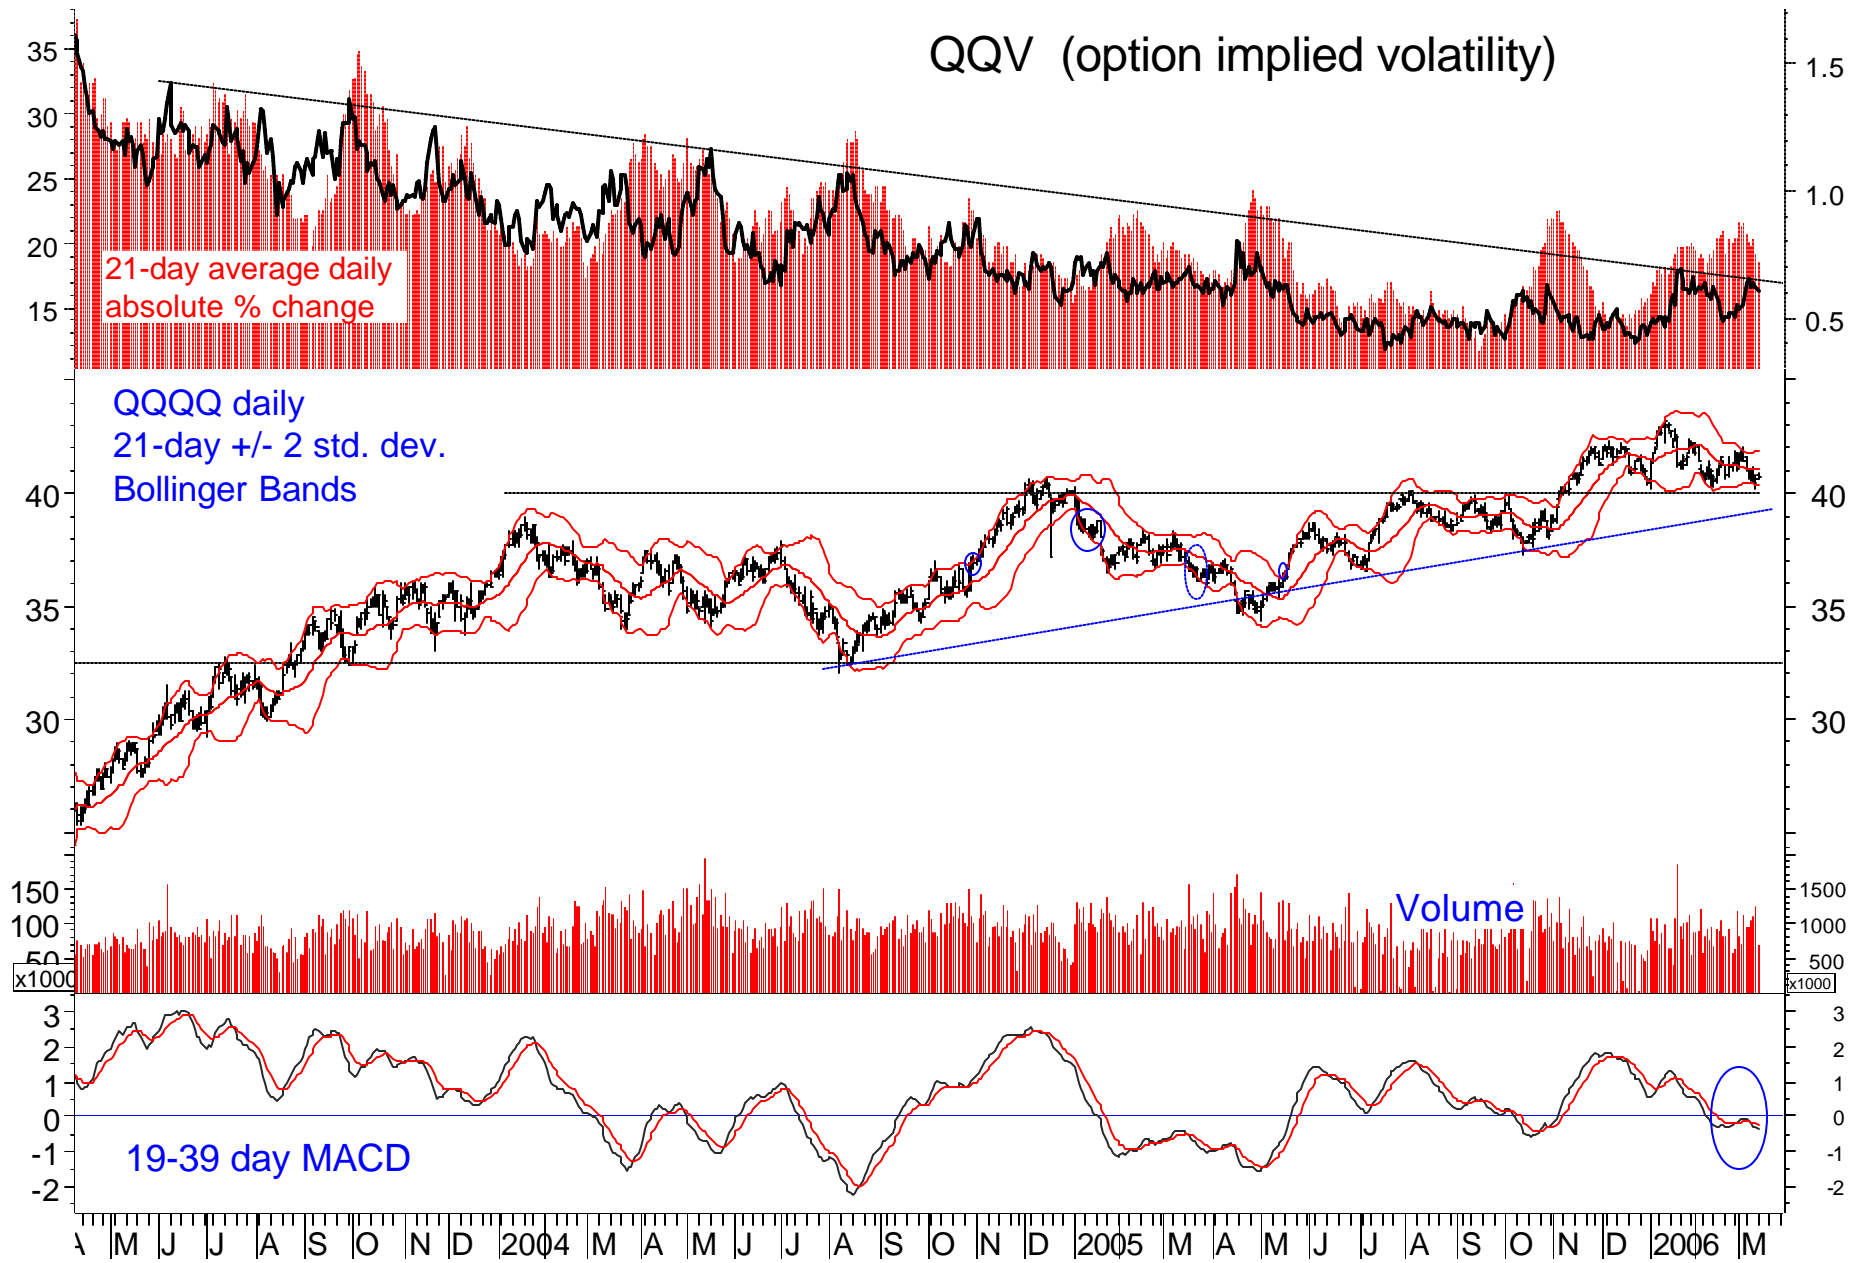 QQV (option implied volatility)
35
30
25
20
15
1.5
1.0
0.5
21-day average daily
absolute % change
QQQQ daily
21-day +/- 2 std. dev.
Bollinger Bands
40
35
30
40
35
30
Volume
150
100
50
x1000
1500
1000
500
x1000
3
2
1
0
-1
-2
3
2
1
0
-1
-2
19-39 day MACD
A M J J A S O N D 2004 M A M J J A S O N D 2005 M A M J J A S O N D 2006 M